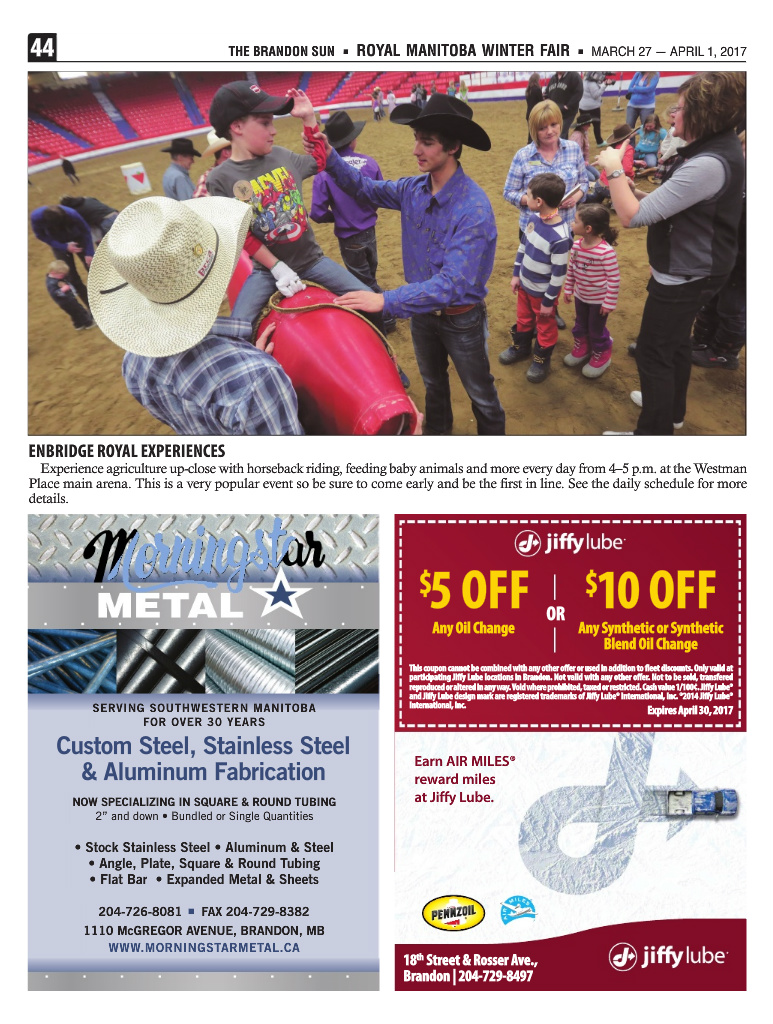 44
THE BRANDON SUN ■ ROYAL MANITOBA WINTER FAIR ■ MARCH 27 — APRIL 1, 2017
ENBRIDGE ROYAL EXPERIENCES
Experience agriculture up-close with horseback riding, feeding baby animals and more every day from 4–5 p.m. at the Westman
Place main arena. This is a very popular event so be sure to come early and be the first in line. See the daily schedule for more
details.
Morningstar
METAL
SERVING SOUTHWESTERN MANITOBA
FOR OVER 30 YEARS
Custom Steel, Stainless Steel
& Aluminum Fabrication
NOW SPECIALIZING IN SQUARE & ROUND TUBING
2” and down • Bundled or Single Quantities
• Stock Stainless Steel • Aluminum & Steel
• Angle, Plate, Square & Round Tubing
• Flat Bar • Expanded Metal & Sheets
204-726-8081 ■ FAX 204-729-8382
1110 McGREGOR AVENUE, BRANDON, MB
WWW.MORNINGSTARMETAL.CA
jiffy lube
$5 OFF
Any Oil Change
OR
$10 OFF
Any Synthetic or Synthetic
Blend Oil Change
This coupon cannot be combined with any other offer or used in addition to fleet discounts. Only valid at
participating Jiffy Lube locations in Brandon. Not valid with any other offer. Not to be sold, transfered
reproduced or altered in any way. Void where prohibited, taxed or restricted. Cash value 1/100¢. Jiffy Lube®
and Jiffy Lube design mark are registered trademarks of Jiffy Lube® International, Inc. ®2014 Jiffy Lube®
International, Inc.
Expires April 30, 2017
Earn AIR MILES®
reward miles
at Jiffy Lube.
PENNZOIL
AIR MILES
18th Street & Rosser Ave.,
Brandon | 204-729-8497
jiffy lube